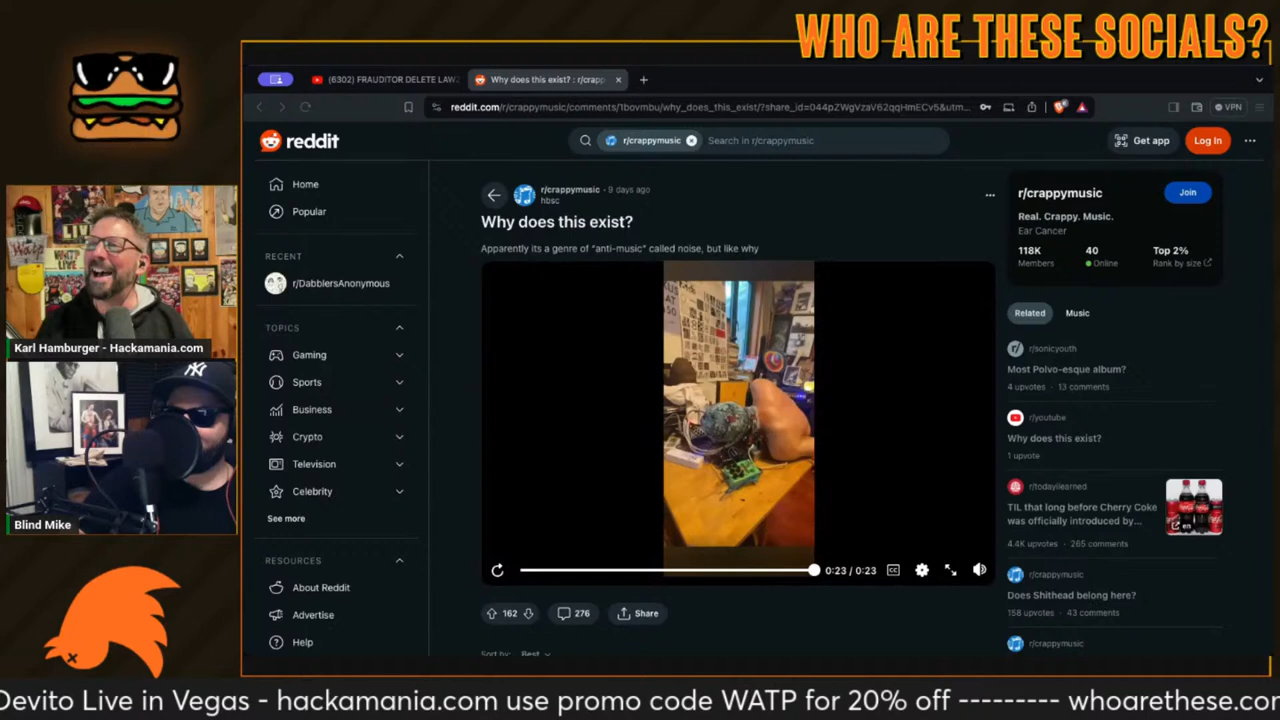 WHO ARE THESE SOCIALS?
(6302) FRAUDITOR DELETE LAW
Why does this exist? : r/crapp
reddit.com/r/crappymusic/comments/1bovmbu/why_does_this_exist/?share_id=044pZWgVzaV62qqHmECv5&utm...
VPN
reddit
r/crappymusic
Search in r/crappymusic
Get app
Log In
Home
Popular
RECENT
r/DabblersAnonymous
TOPICS
Gaming
Sports
Business
Crypto
Television
Celebrity
See more
RESOURCES
About Reddit
Advertise
Help
r/crappymusic • 9 days ago
hbsc
Why does this exist?
Apparently its a genre of "anti-music" called noise, but like why
0:23 / 0:23
CC
162
276
Share
Sort by: Best
r/crappymusic
Join
Real. Crappy. Music.
Ear Cancer
118K
40
Top 2%
Members
Online
Rank by size
Related
Music
r/sonicyouth
Most Polvo-esque album?
4 upvotes · 13 comments
r/youtube
Why does this exist?
1 upvote
r/todayilearned
TIL that long before Cherry Coke
was officially introduced by...
en
4.4K upvotes · 265 comments
r/crappymusic
Does Shithead belong here?
158 upvotes · 43 comments
r/crappymusic
WATP
LIVE
Karl Hamburger - Hackamania.com
Blind Mike
Devito Live in Vegas - hackamania.com use promo code WATP for 20% off --------- whoarethese.com